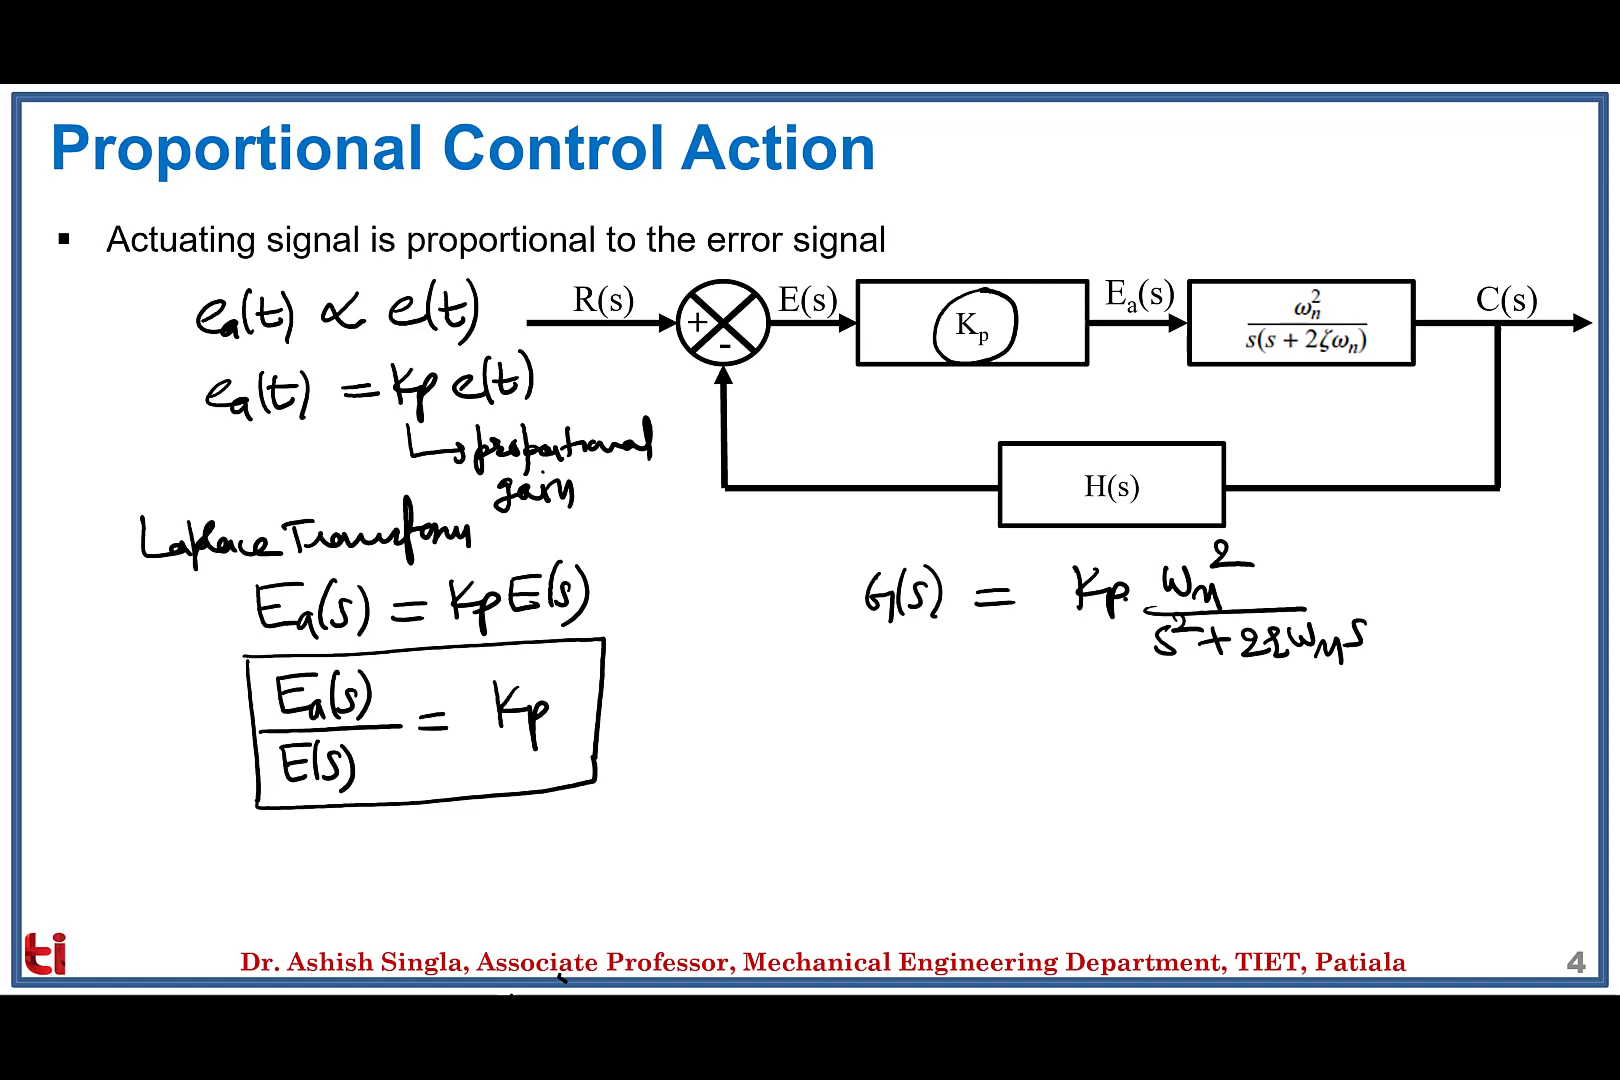 Proportional Control Action
▪ Actuating signal is proportional to the error signal
eₐ(t) ∝ e(t)
eₐ(t) = Kp e(t)
↳ proportional
gain
Laplace Transform
Eₐ(s) = Kp E(s)
Eₐ(s)/E(s) = Kp
R(s)
+
-
E(s)
Kp
Eₐ(s)
ωn²/s(s + 2ζωn)
C(s)
H(s)
G(s) = Kp. ωn²/s² + 2ζωns
ti
Dr. Ashish Singla, Associate Professor, Mechanical Engineering Department, TIET, Patiala
4